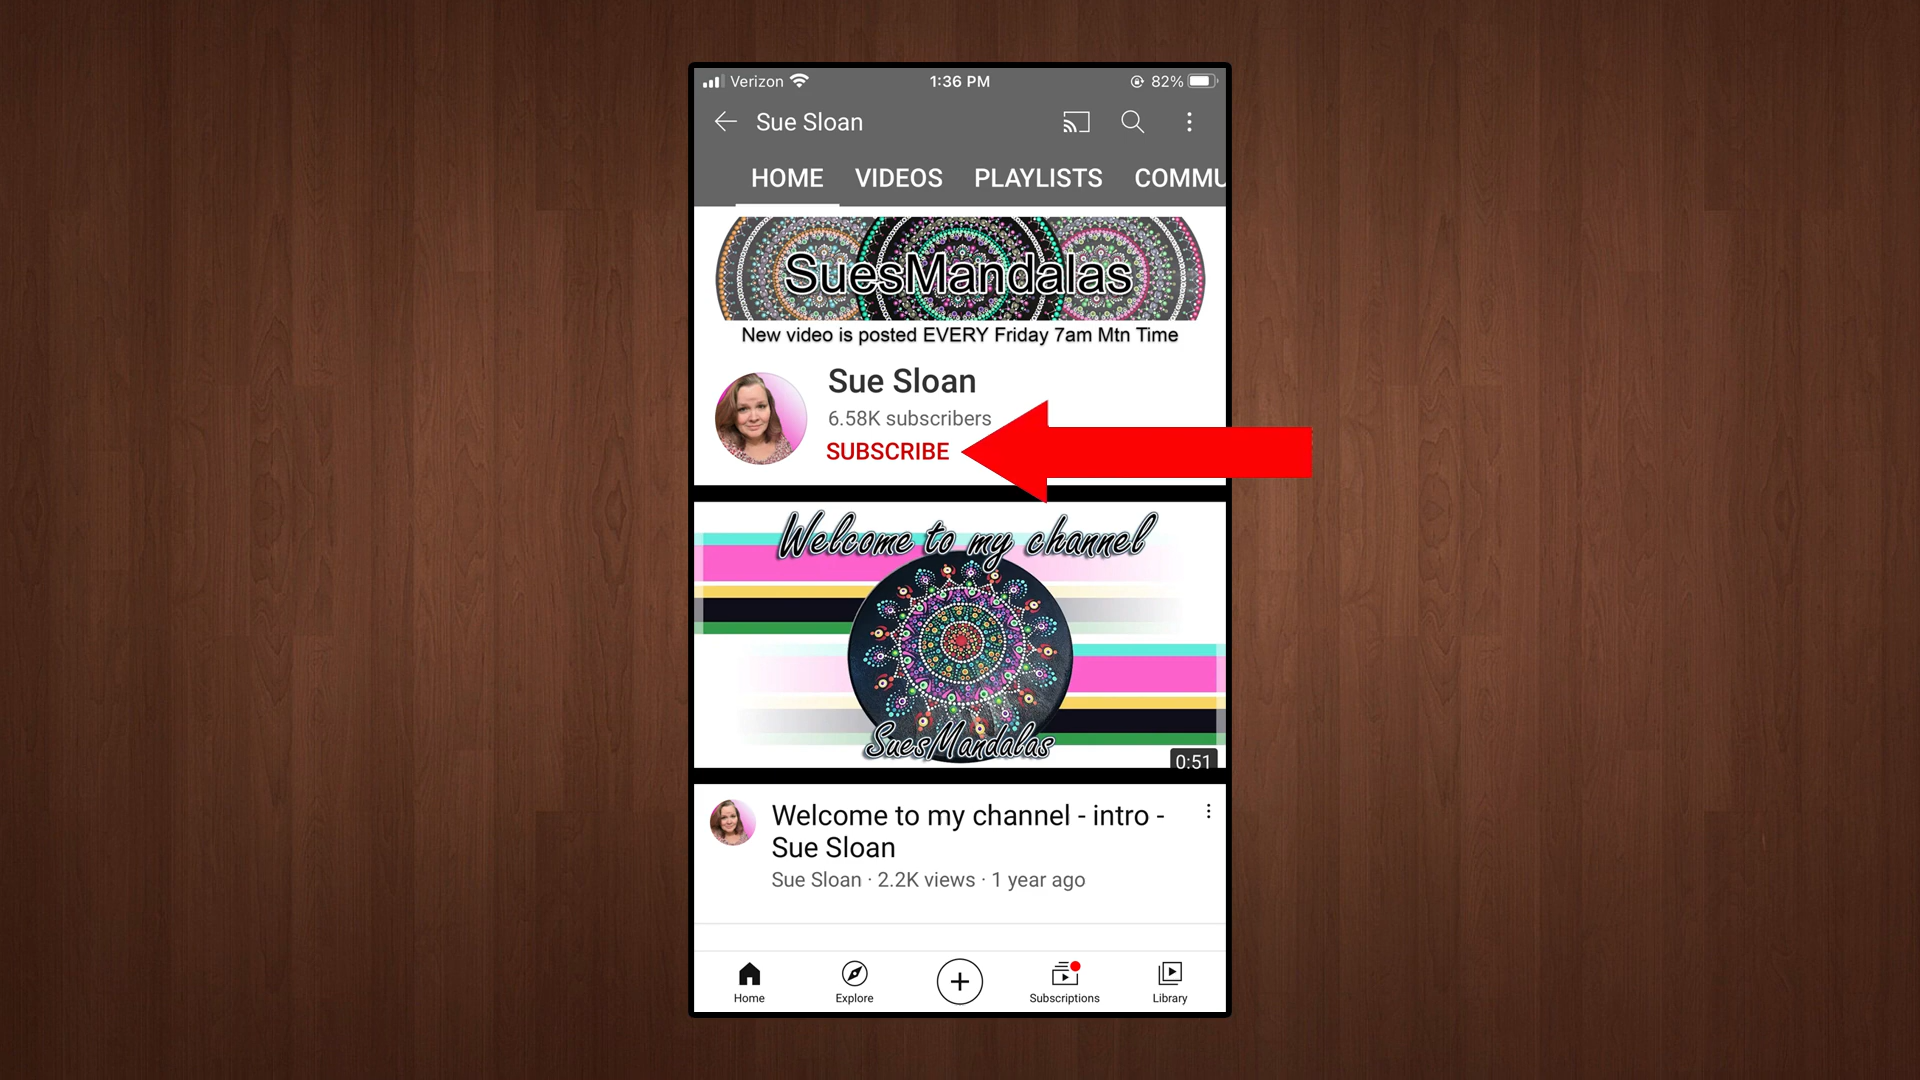 Verizon 1:36 PM 82%
Sue Sloan
HOME VIDEOS PLAYLISTS COMMU
SuesMandalas
New video is posted EVERY Friday 7am Mtn Time
Sue Sloan
6.58K subscribers
SUBSCRIBE
Welcome to my channel
SuesMandalas
0:51
Welcome to my channel - intro -
Sue Sloan
Sue Sloan · 2.2K views · 1 year ago
Home Explore Subscriptions Library